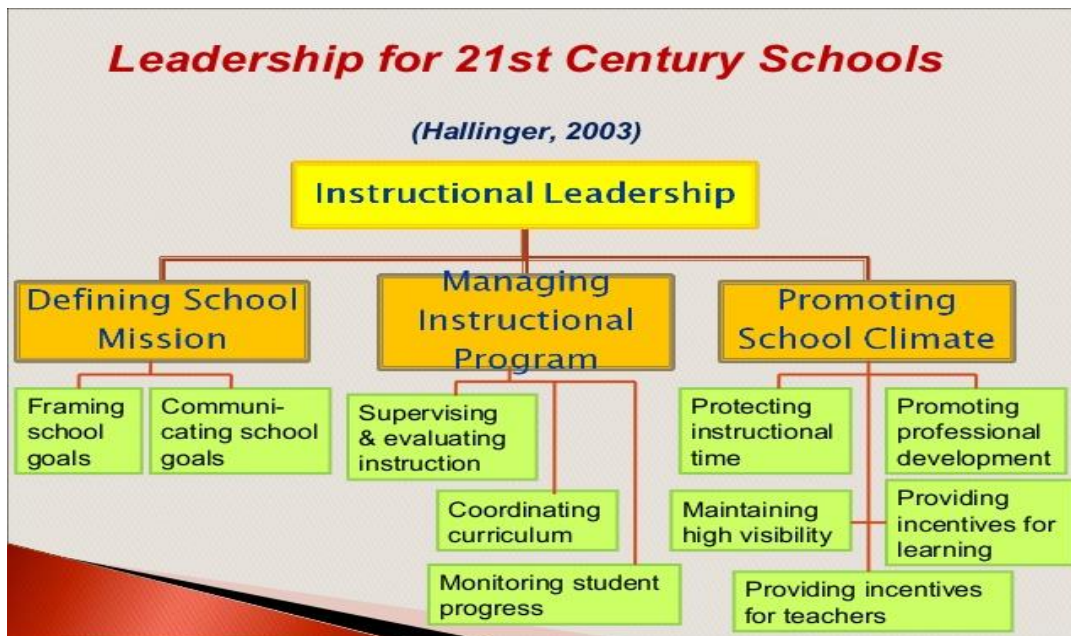 Leadership for 21st Century Schools
(Hallinger, 2003)
Instructional Leadership
Defining School
Mission
Managing
Instructional
Program
Promoting
School Climate
Framing
school
goals
Communi-
cating school
goals
Supervising
& evaluating
instruction
Coordinating
curriculum
Monitoring student
progress
Protecting
instructional
time
Promoting
professional
development
Maintaining
high visibility
Providing
incentives for
learning
Providing incentives
for teachers